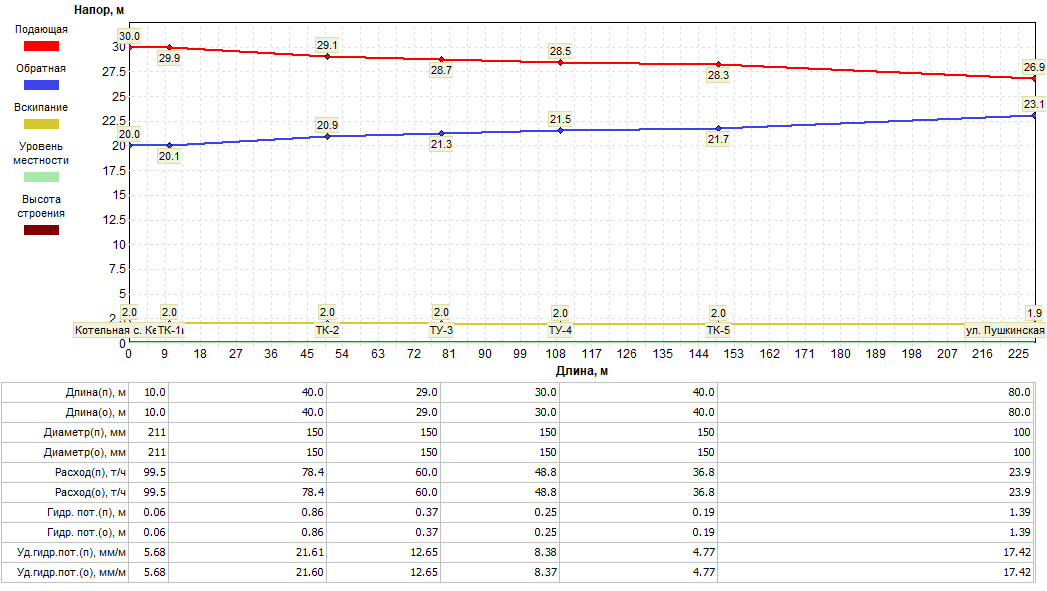 Напор, м
Подающая
Обратная
Вскипание
Уровень
местности
Высота
строения
30.0
29.9
29.1
28.7
28.5
28.3
26.9
20.0
20.1
20.9
21.3
21.5
21.7
23.1
30
27.5
25
22.5
20
17.5
15
12.5
10
7.5
5
2
0
2.0 2.0 2.0 2.0 2.0 2.0 1.9
Котельная с. Ке ТК-1 ТК-2 ТУ-3 ТУ-4 ТК-5 ул. Пушкинская
0 9 18 27 36 45 54 63 72 81 90 99 108 117 126 135 144 153 162 171 180 189 198 207 216 225
Длина, м
Длина(п), м 10.0 40.0 29.0 30.0 40.0 80.0
Длина(о), м 10.0 40.0 29.0 30.0 40.0 80.0
Диаметр(п), мм 211 150 150 150 150 100
Диаметр(о), мм 211 150 150 150 150 100
Расход(п), т/ч 99.5 78.4 60.0 48.8 36.8 23.9
Расход(о), т/ч 99.5 78.4 60.0 48.8 36.8 23.9
Гидр. пот.(п), м 0.06 0.86 0.37 0.25 0.19 1.39
Гидр. пот.(о), м 0.06 0.86 0.37 0.25 0.19 1.39
Уд.гидр.пот.(п), мм/м 5.68 21.61 12.65 8.38 4.77 17.42
Уд.гидр.пот.(о), мм/м 5.68 21.60 12.65 8.37 4.77 17.42